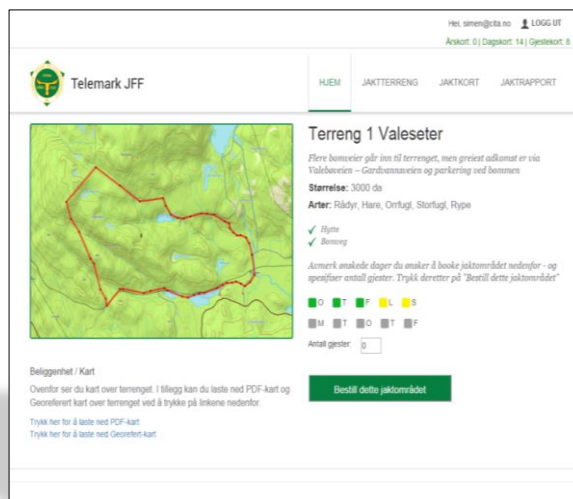 Hei, simen@cita.no LOGG UT
Årskort: 0 | Dagskort: 14 | Gjestekort: 8
Telemark JFF
HJEM JAKTTERRENG JAKTKORT JAKTRAPPORT
Terreng 1 Valeseter
Flere bomveier går inn til terrenget, men greiest adkomst er via
Valebøveien – Gardvannaveien og parkering ved bommen
Størrelse: 3000 da
Arter: Rådyr, Hare, Orrfugl, Storfugl, Rype
Hytte
Bomveg
Avmerk ønskede dager du ønsker å booke jaktområdet nedenfor - og
spesifiser antall gjester. Trykk deretter på "Bestill dette jaktområdet"
O T F L S
M T O T F
Antall gjester: 0
Bestill dette jaktområdet
Beliggenhet / Kart
Ovenfor ser du kart over terrenget. I tillegg kan du laste ned PDF-kart og
Georeferert kart over terrenget ved å trykke på linkene nedenfor.
Trykk her for å laste ned PDF-kart
Trykk her for å laste ned Georefert-kart